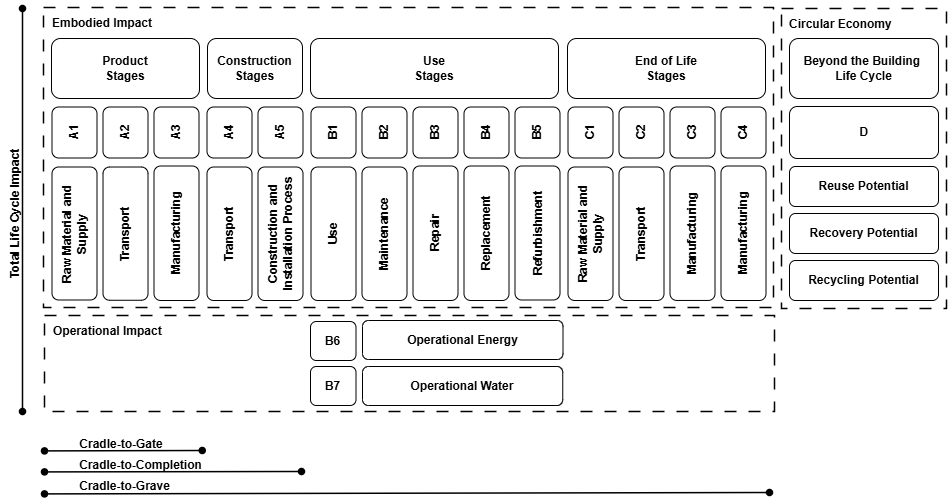 Embodied Impact
Circular Economy
Product
Stages
Construction
Stages
Use
Stages
End of Life
Stages
Beyond the Building
Life Cycle
A1
A2
A3
A4
A5
B1
B2
B3
B4
B5
C1
C2
C3
C4
D
Raw Material and
Supply
Transport
Manufacturing
Transport
Construction and
Installation Process
Use
Maintenance
Repair
Replacement
Refurbishment
Raw Material and
Supply
Transport
Manufacturing
Manufacturing
Reuse Potential
Recovery Potential
Recycling Potential
Total Life Cycle Impact
Operational Impact
B6
Operational Energy
B7
Operational Water
Cradle-to-Gate
Cradle-to-Completion
Cradle-to-Grave